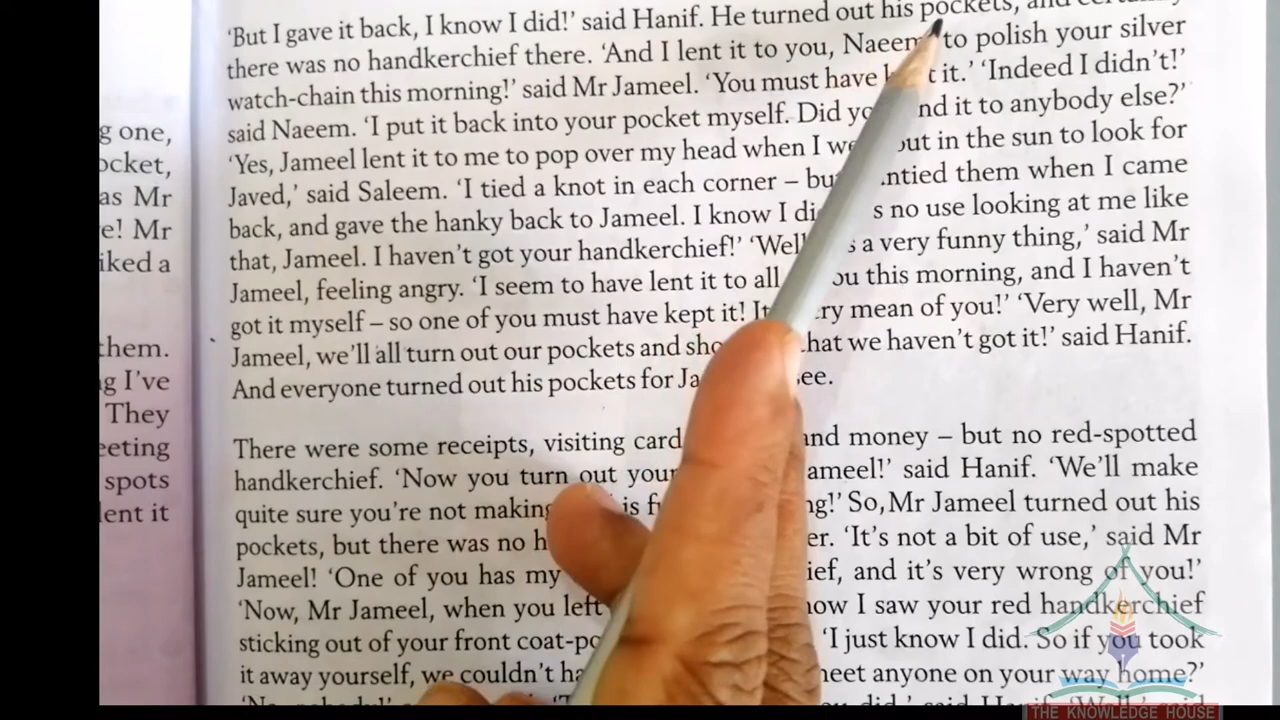 g one,
ocket,
as Mr
e! Mr
iked a
them.
g I've
They
eeting
spots
lent it
‘But I gave it back, I know I did!’ said Hanif. He turned out his pockets, and
there was no handkerchief there. ‘And I lent it to you, Naeem to polish your silver
watch-chain this morning!’ said Mr Jameel. ‘You must have t it.’ ‘Indeed I didn’t!’
said Naeem. ‘I put it back into your pocket myself. Did yo nd it to anybody else?’
‘Yes, Jameel lent it to me to pop over my head when I we out in the sun to look for
Javed,’ said Saleem. ‘I tied a knot in each corner – bu ntied them when I came
back, and gave the hanky back to Jameel. I know I di s no use looking at me like
that, Jameel. I haven’t got your handkerchief!’ ‘Well s a very funny thing,’ said Mr
Jameel, feeling angry. ‘I seem to have lent it to all ou this morning, and I haven’t
got it myself – so one of you must have kept it! It ry mean of you!’ ‘Very well, Mr
Jameel, we’ll all turn out our pockets and sho that we haven’t got it!’ said Hanif.
And everyone turned out his pockets for Ja see.
There were some receipts, visiting card and money – but no red-spotted
handkerchief. ‘Now you turn out your ameel!’ said Hanif. ‘We’ll make
quite sure you’re not making is f ng!’ So, Mr Jameel turned out his
pockets, but there was no h er. ‘It’s not a bit of use,’ said Mr
Jameel! ‘One of you has my ief, and it’s very wrong of you!’
‘Now, Mr Jameel, when you left now I saw your red handkerchief
sticking out of your front coat-po ‘I just know I did. So if you took
it away yourself, we couldn’t ha meet anyone on your way home?’
THE KNOWLEDGE HOUSE